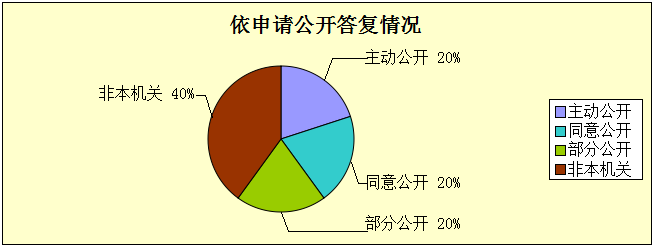 依申请公开答复情况
主动公开 20%
非本机关 40%
同意公开 20%
部分公开 20%
主动公开
同意公开
部分公开
非本机关